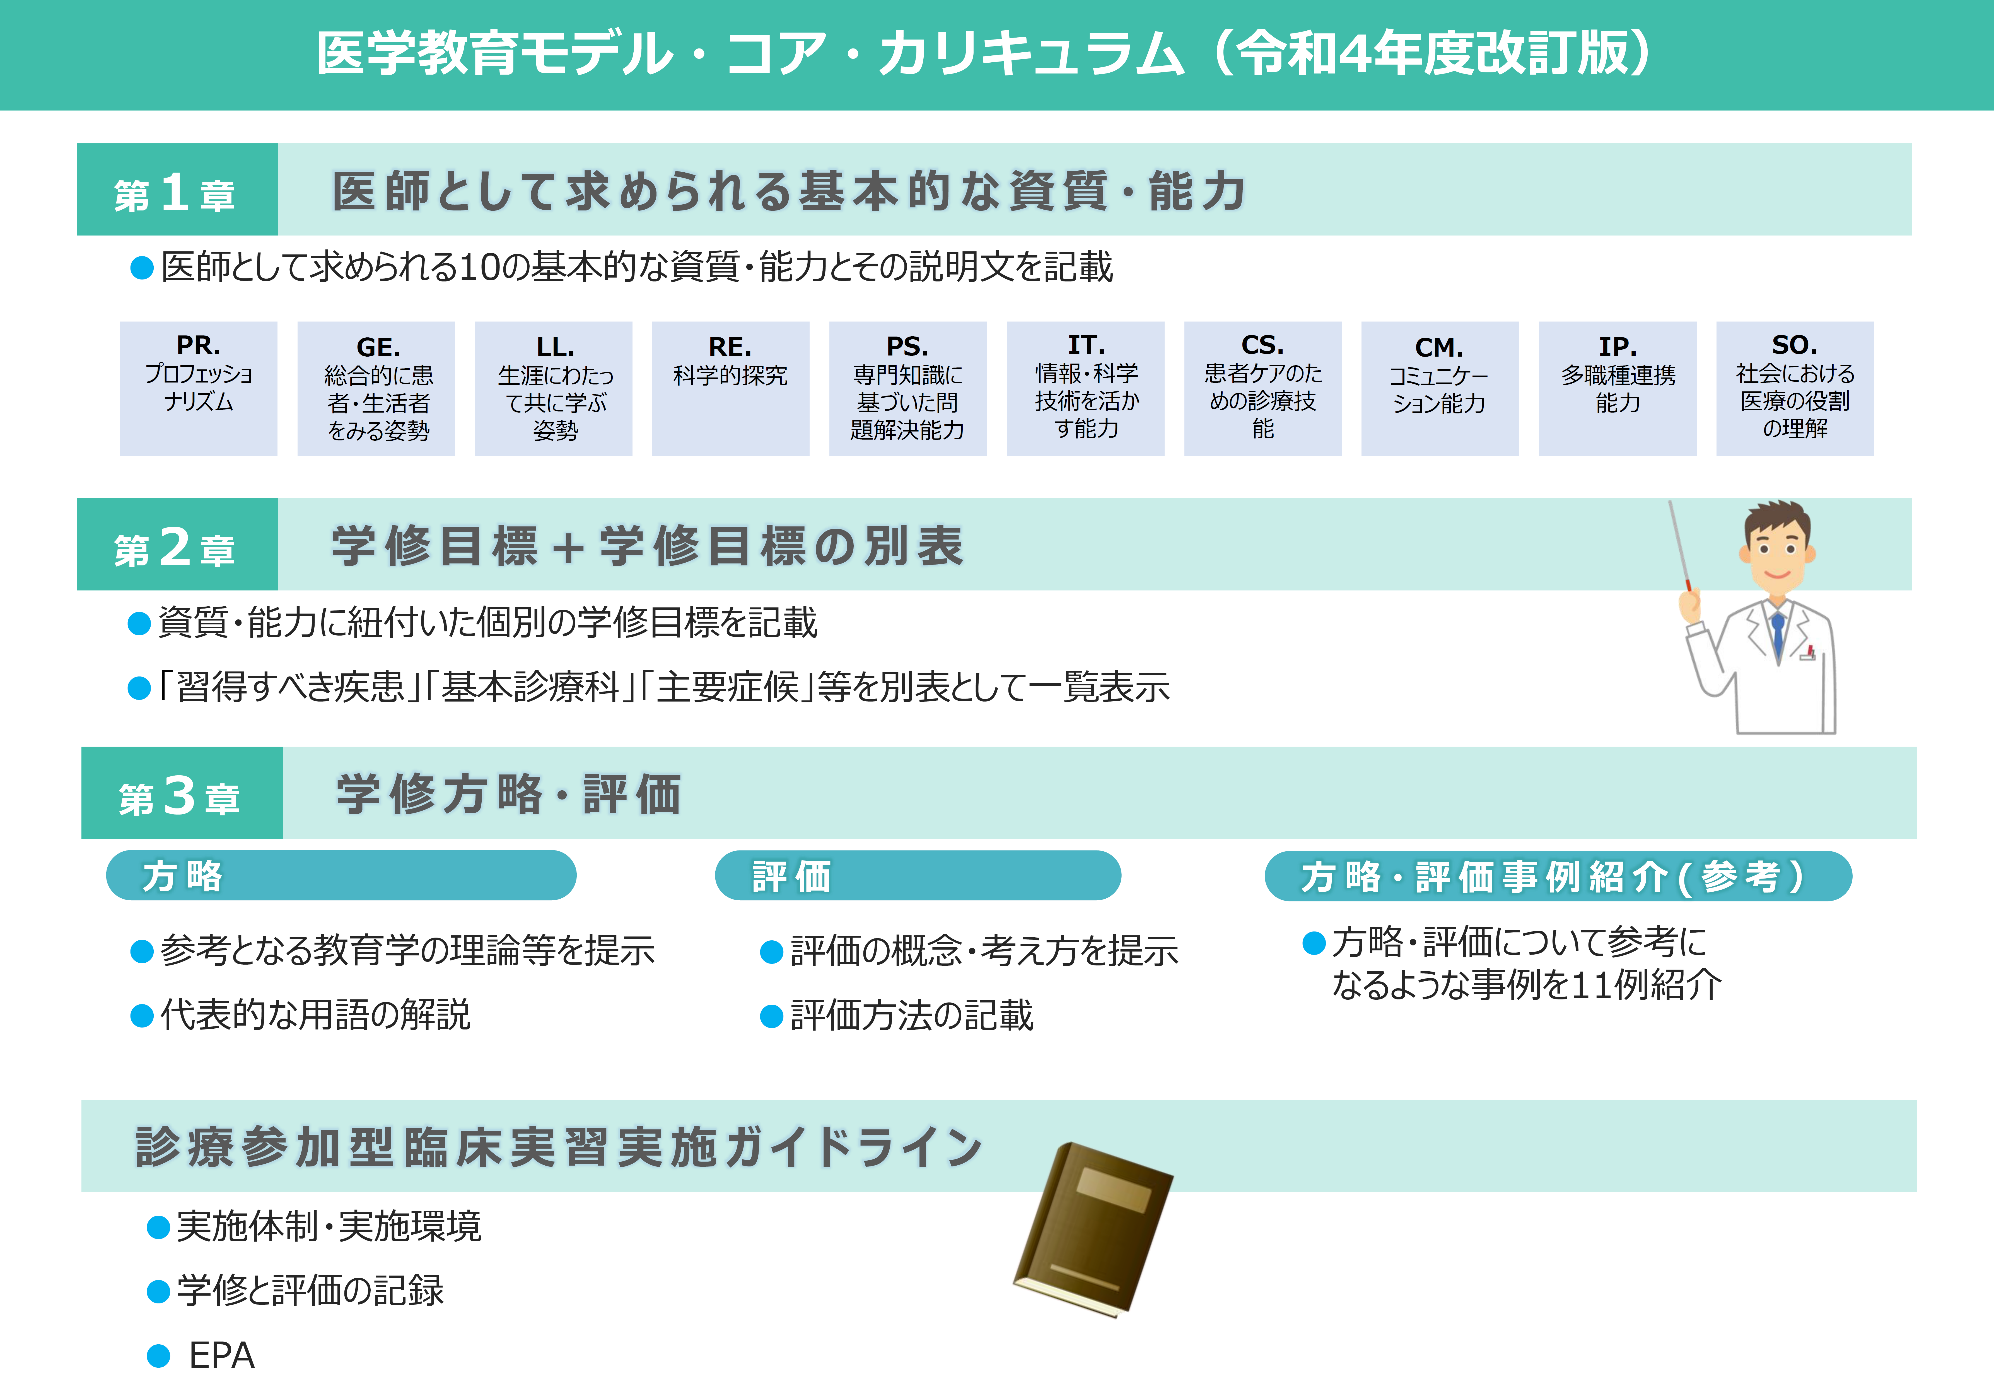 医学教育モデル・コア・カリキュラム（令和4年度改訂版）
第1章
医師として求められる基本的な資質・能力
●医師として求められる10の基本的な資質・能力とその説明文を記載
PR.
プロフェッショ
ナリズム
GE.
総合的に患
者・生活者
をみる姿勢
LL.
生涯にわたっ
て共に学ぶ
姿勢
RE.
科学的探究
PS.
専門知識に
基づいた問
題解決能力
IT.
情報・科学
技術を活か
す能力
CS.
患者ケアのた
めの診療技
能
CM.
コミュニケー
ション能力
IP.
多職種連携
能力
SO.
社会における
医療の役割
の理解
第2章
学修目標＋学修目標の別表
●資質・能力に紐付いた個別の学修目標を記載
●「習得すべき疾患」「基本診療科」「主要症候」等を別表として一覧表示
第3章
学修方略・評価
方略
●参考となる教育学の理論等を提示
●代表的な用語の解説
評価
●評価の概念・考え方を提示
●評価方法の記載
方略・評価事例紹介(参考）
●方略・評価について参考に
なるような事例を11例紹介
診療参加型臨床実習実施ガイドライン
●実施体制・実施環境
●学修と評価の記録
● EPA